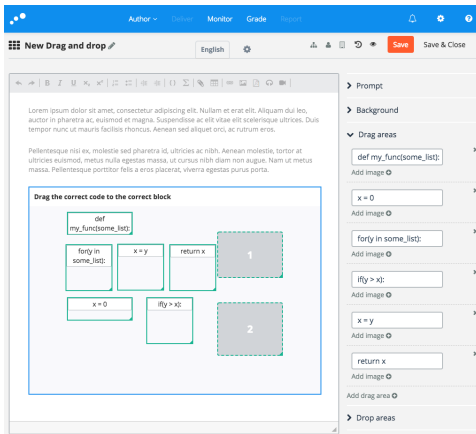 Author Deliver Monitor Grade Report
New Drag and drop
English
Save
Save & Close
B I U x₂ x²
Lorem ipsum dolor sit amet, consectetur adipiscing elit. Nullam et erat elit. Aliquam dui leo,
auctor in pharetra ac, euismod et magna. Suspendisse ac elit vitae elit scelerisque ultrices. Duis
tempor nunc ut mauris facilisis rhoncus. Aenean sed aliquet orci, ac rutrum eros.
Pellentesque nisi ex, molestie sed pharetra id, ultricies ac nibh. Aenean molestie, tortor at
ultricies euismod, metus nulla egestas massa, ut cursus nibh diam non augue. Nam ut metus
massa. Pellentesque porttitor felis a eros placerat, viverra egestas purus porta.
Drag the correct code to the correct block
def
my_func(some_list):
for(y in
some_list):
x = y
return x
1
x = 0
if(y > x):
2
Prompt
Background
Drag areas
def my_func(some_list):
Add image
x = 0
Add image
for(y in some_list):
Add image
if(y > x):
Add image
x = y
Add image
return x
Add image
Add drag area
Drop areas